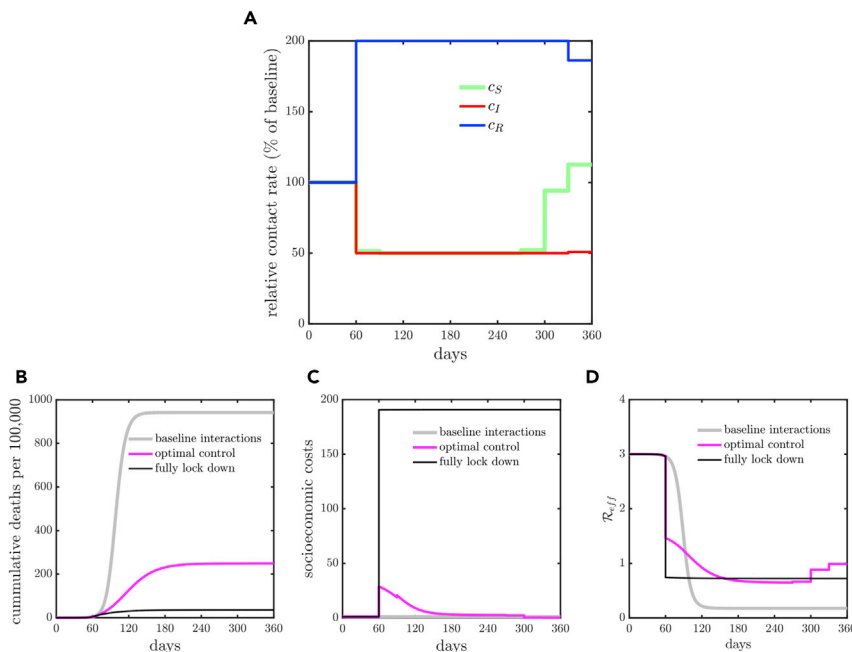 A
relative contact rate (% of baseline)
200
150
100
50
0
c_S
c_I
c_R
0 60 120 180 240 300 360
days
B
cummulative deaths per 100,000
1000
800
600
400
200
0
baseline interactions
optimal control
fully lock down
0 60 120 180 240 300 360
days
C
socioeconomic costs
200
150
100
50
0
baseline interactions
optimal control
fully lock down
0 60 120 180 240 300 360
days
D
R_eff
4
3
2
1
0
baseline interactions
optimal control
fully lock down
0 60 120 180 240 300 360
days